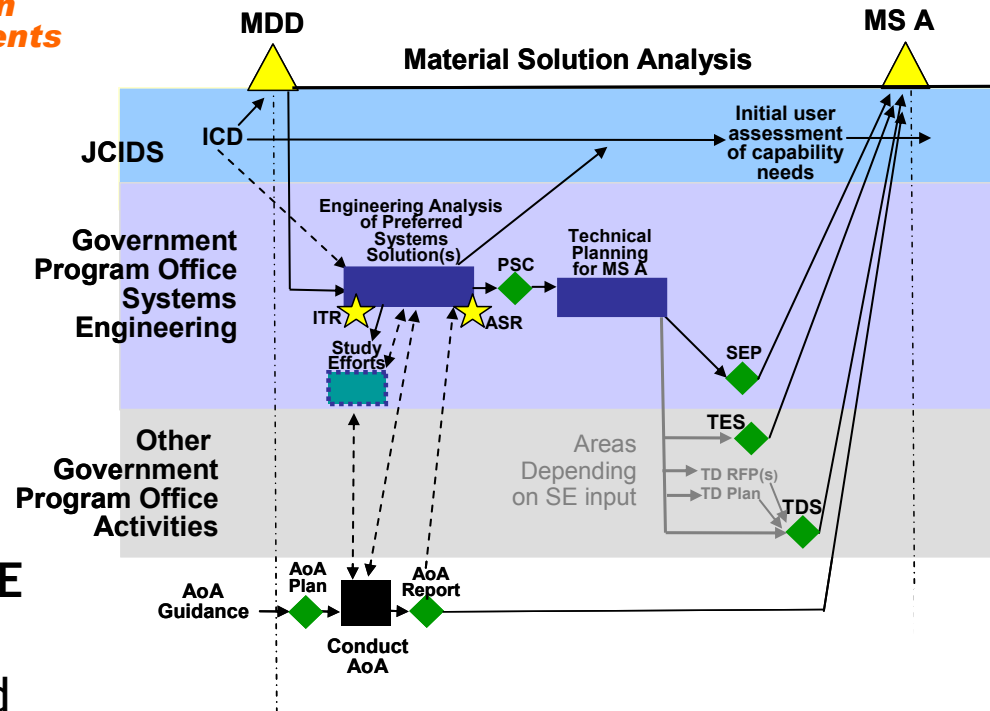 n
ents
MDD
MS A
Material Solution Analysis
JCIDS
ICD
Initial user
assessment
of capability
needs
Government
Program Office
Systems
Engineering
Engineering Analysis
of Preferred
Systems
Solution(s)
PSC
Technical
Planning
for MS A
ITR
ASR
Study
Efforts
SEP
Other
Government
Program Office
Activities
Areas
Depending
on SE input
TES
TD RFP(s)
TD Plan
TDS
E
AoA
Guidance
AoA
Plan
AoA
Report
Conduct
AoA
d